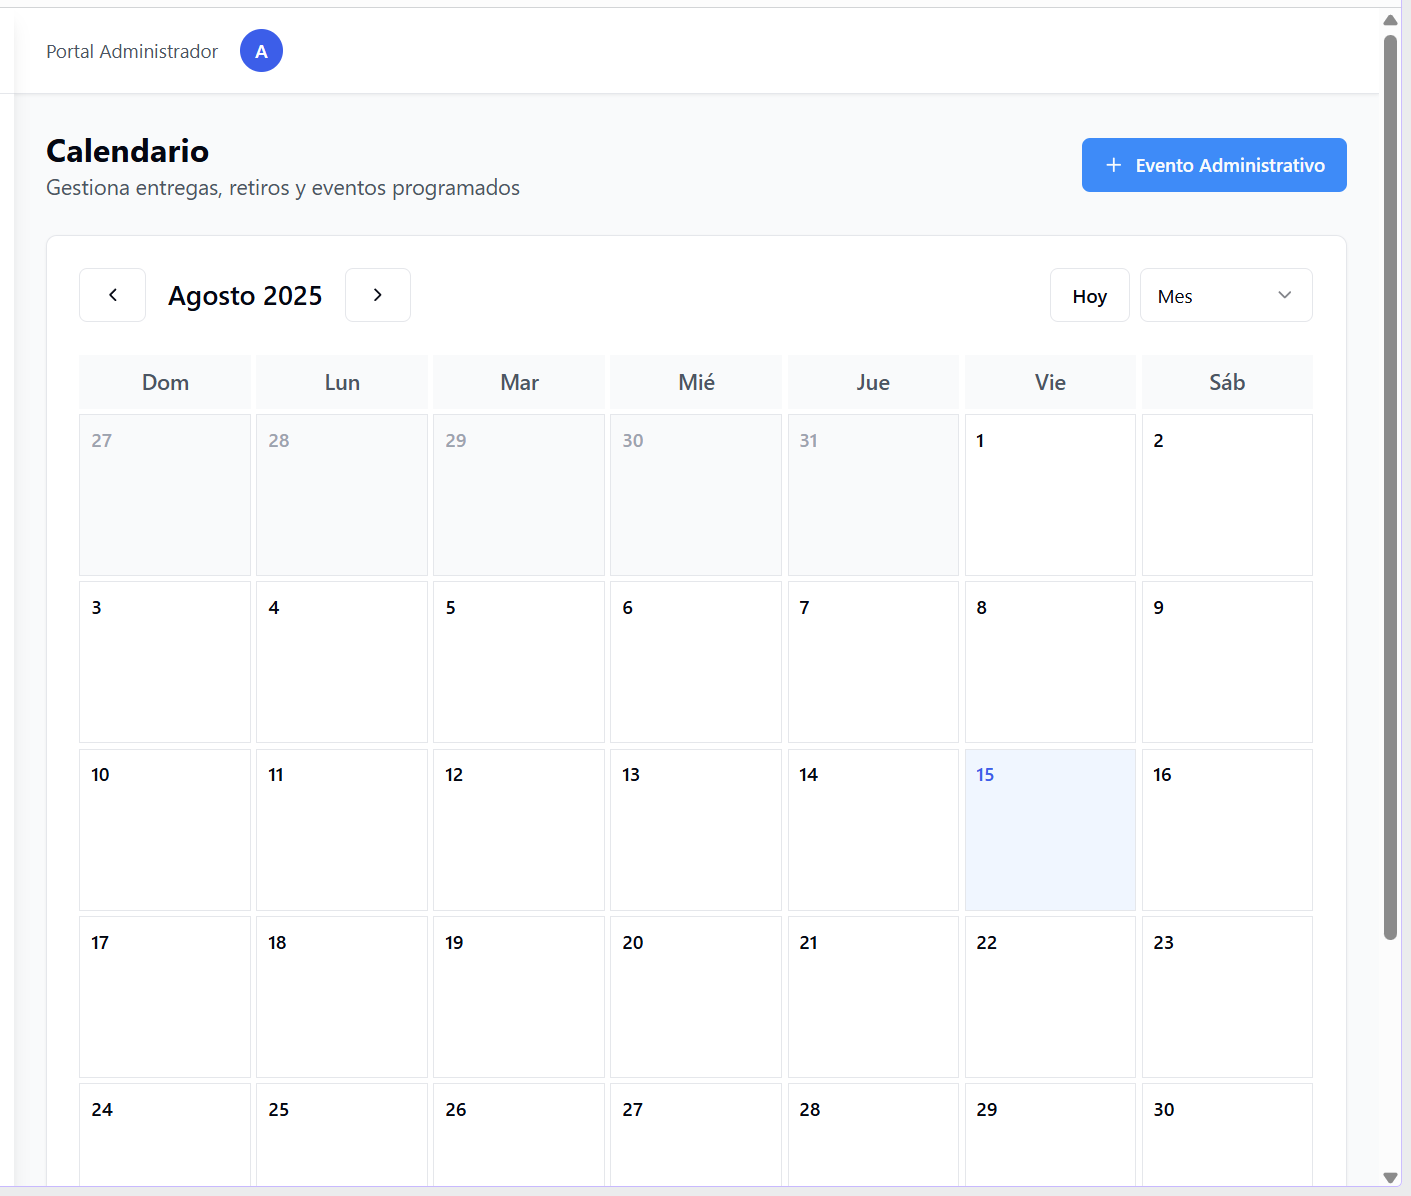 Portal Administrador A
Calendario
Gestiona entregas, retiros y eventos programados
+ Evento Administrativo
Agosto 2025
Hoy
Mes
Dom Lun Mar Mié Jue Vie Sáb
27 28 29 30 31 1 2
3 4 5 6 7 8 9
10 11 12 13 14 15 16
17 18 19 20 21 22 23
24 25 26 27 28 29 30